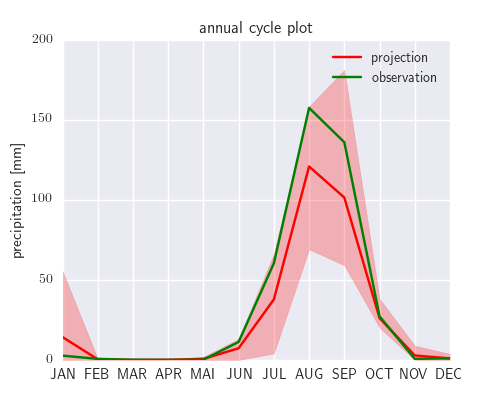 annual cycle plot
200
projection
observation
150
precipitation [mm]
100
50
0
JAN FEB MAR APR MAI JUN JUL AUG SEP OCT NOV DEC